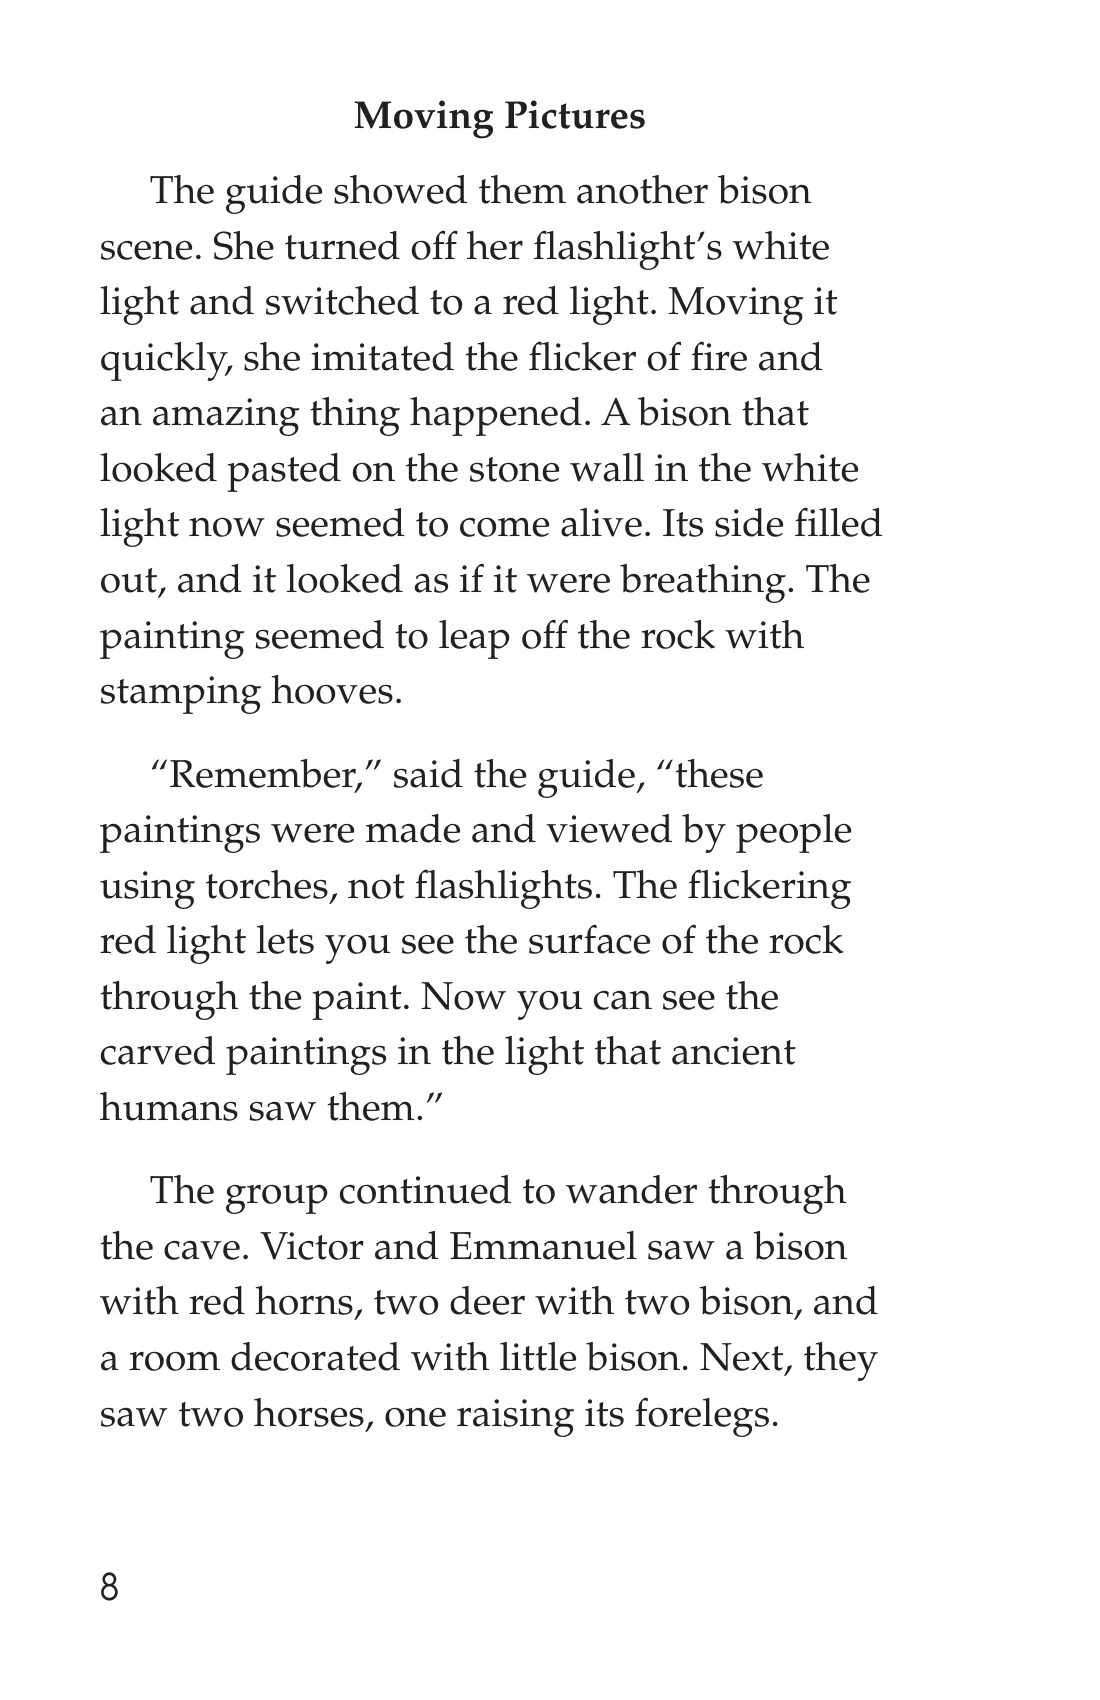 Moving Pictures
The guide showed them another bison
scene. She turned off her flashlight’s white
light and switched to a red light. Moving it
quickly, she imitated the flicker of fire and
an amazing thing happened. A bison that
looked pasted on the stone wall in the white
light now seemed to come alive. Its side filled
out, and it looked as if it were breathing. The
painting seemed to leap off the rock with
stamping hooves.
“Remember,” said the guide, “these
paintings were made and viewed by people
using torches, not flashlights. The flickering
red light lets you see the surface of the rock
through the paint. Now you can see the
carved paintings in the light that ancient
humans saw them.”
The group continued to wander through
the cave. Victor and Emmanuel saw a bison
with red horns, two deer with two bison, and
a room decorated with little bison. Next, they
saw two horses, one raising its forelegs.
8